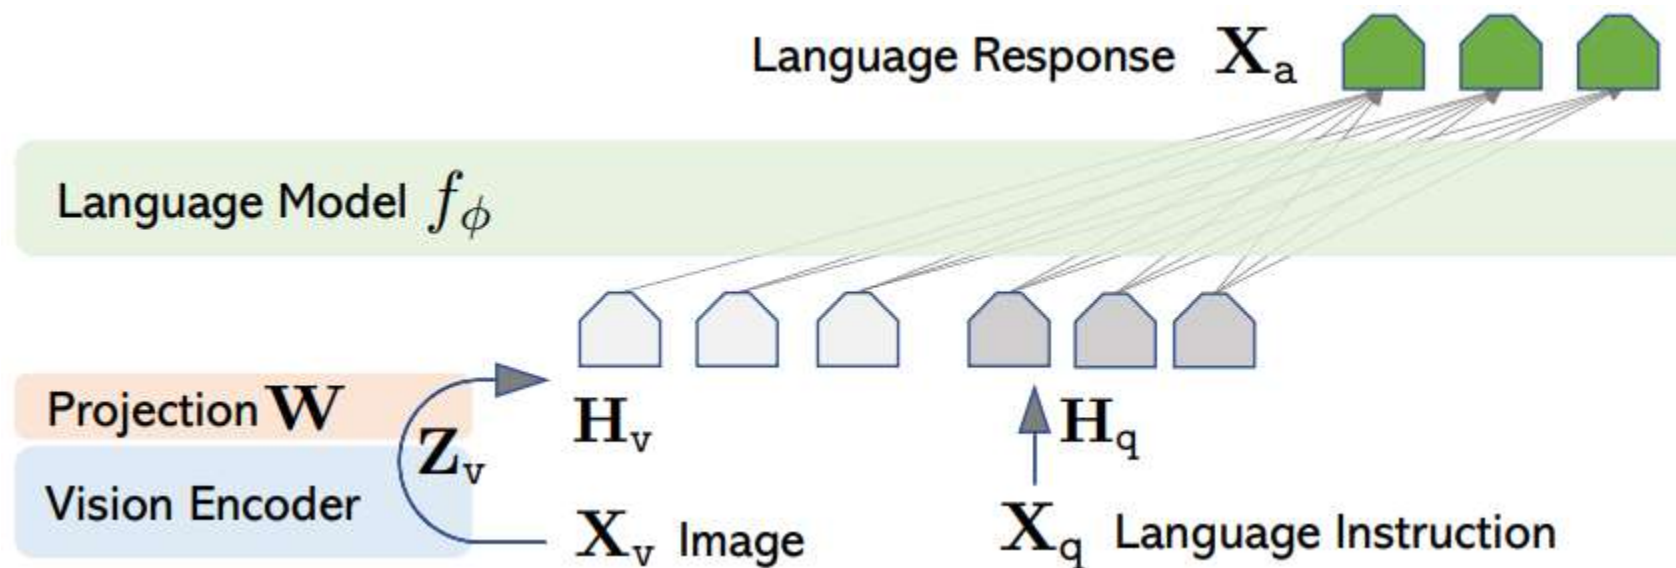 Language Response X_a
Language Model f_ϕ
Projection W
Z_v
H_v
H_q
Vision Encoder
X_v Image
X_q Language Instruction